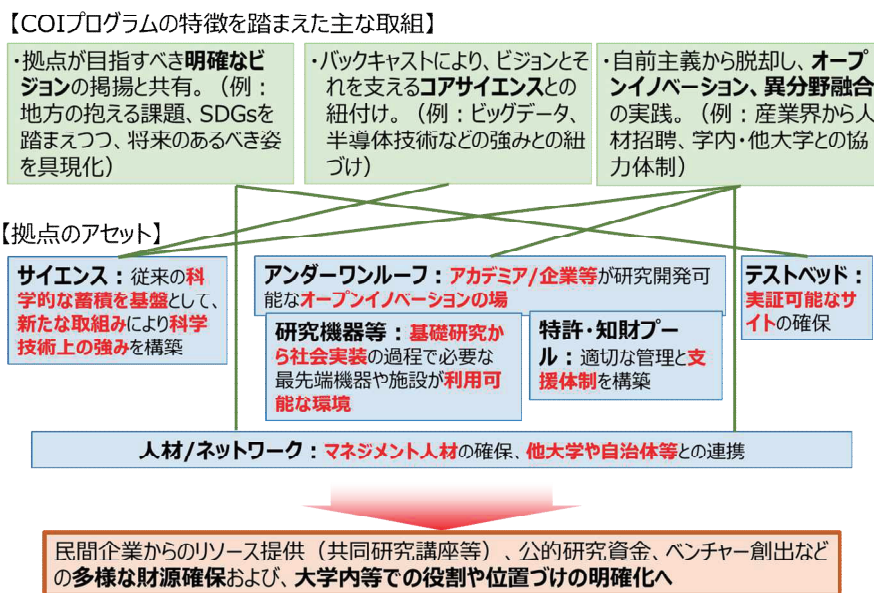 【COIプログラムの特徴を踏まえた主な取組】
・拠点が目指すべき明確なビ
ジョンの掲揚と共有。（例：
地方の抱える課題、SDGsを
踏まえつつ、将来のあるべき姿
を具現化）
・バックキャストにより、ビジョンとそ
れを支えるコアサイエンスとの
紐付け。（例：ビッグデータ、
半導体技術などの強みとの紐
づけ）
・自前主義から脱却し、オープ
ンイノベーション、異分野融合
の実践。（例：産業界から人
材招聘、学内・他大学との協
力体制）
【拠点のアセット】
サイエンス：従来の科
学的な蓄積を基盤として、
新たな取組みにより科学
技術上の強みを構築
アンダーワンルーフ：アカデミア/企業等が研究開発可
能なオープンイノベーションの場
研究機器等：基礎研究か
ら社会実装の過程で必要な
最先端機器や施設が利用可
能な環境
特許・知財プー
ル：適切な管理と支
援体制を構築
テストベッド：
実証可能なサ
イトの確保
人材/ネットワーク：マネジメント人材の確保、他大学や自治体等との連携
民間企業からのリソース提供（共同研究講座等）、公的研究資金、ベンチャー創出など
の多様な財源確保および、大学内等での役割や位置づけの明確化へ